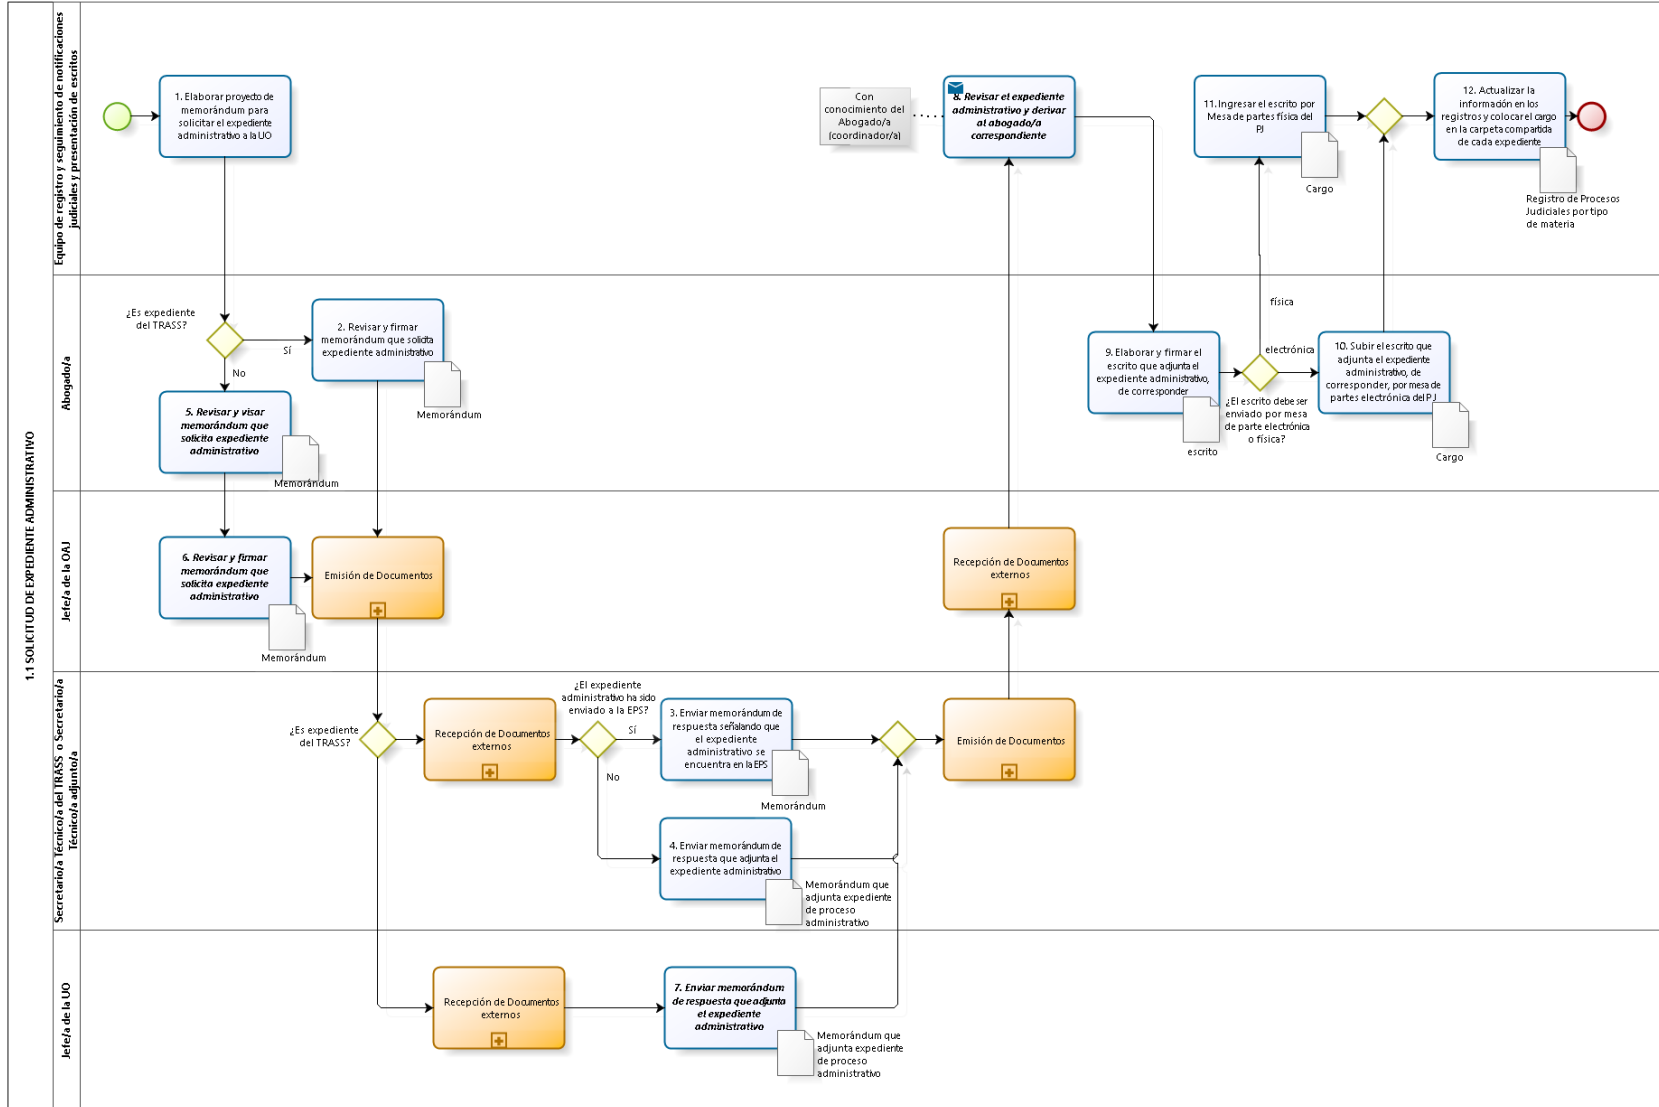 1.1 SOLICITUD DE EXPEDIENTE ADMINISTRATIVO
Equipo de registro y seguimiento de notificaciones
judiciales y presentación de escritos
1. Elaborar proyecto de
memorándum para
solicitar el expediente
administrativo a la UO
Con
conocimiento del
Abogado/a
(coordinador/a)
8. Revisar el expediente
administrativo y derivar
al abogado/a
correspondiente
11. Ingresar el escrito por
Mesa de partes física del
PJ
Cargo
12. Actualizar la
información en los
registros y colocar el cargo
en la carpeta compartida
de cada expediente
Registro de Procesos
Judiciales por tipo
de materia
Abogado/a
¿Es expediente
del TRASS?
Sí
No
2. Revisar y firmar
memorándum que solicita
expediente administrativo
Memorándum
5. Revisar y visar
memorándum que
solicita expediente
administrativo
Memorándum
9. Elaborar y firmar el
escrito que adjunta el
expediente administrativo,
de corresponder
escrito
física
electrónica
¿El escrito debe ser
enviado por mesa
de parte electrónica
o física?
10. Subir el escrito que
adjunta el expediente
administrativo, de
corresponder, por mesa de
partes electrónica del PJ
Cargo
Jefe/a de la OAJ
6. Revisar y firmar
memorándum que
solicita expediente
administrativo
Memorándum
Emisión de Documentos
Recepción de Documentos
externos
Secretario/a Técnico/a del TRASS o Secretario/a
Técnico/a adjunto/a
¿Es expediente
del TRASS?
Recepción de Documentos
externos
¿El expediente
administrativo ha sido
enviado a la EPS?
Sí
No
3. Enviar memorándum de
respuesta señalando que
el expediente
administrativo se
encuentra en la EPS
Memorándum
4. Enviar memorándum de
respuesta que adjunta el
expediente administrativo
Memorándum que
adjunta expediente
de proceso
administrativo
Emisión de Documentos
Jefe/a de la UO
Recepción de Documentos
externos
7. Enviar memorándum
de respuesta que adjunta
el expediente
administrativo
Memorándum que
adjunta expediente
de proceso
administrativo